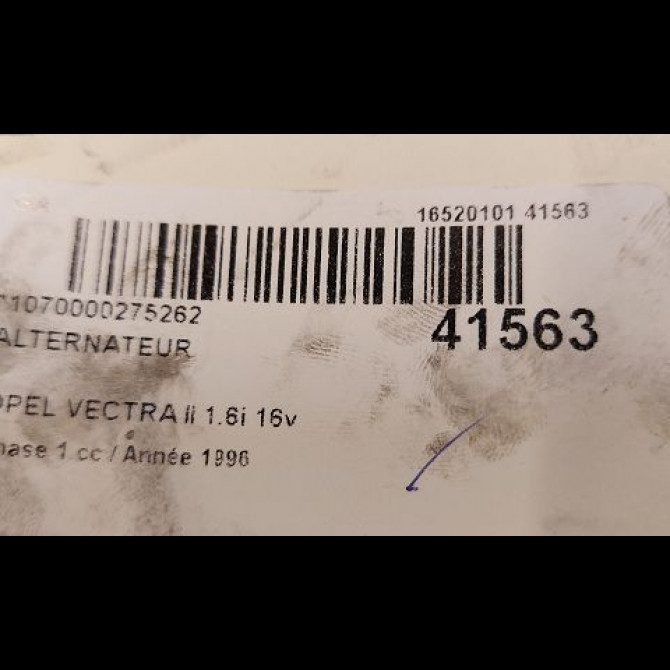 16520101 41563
1070000275262
41563
ALTERNATEUR
OPEL VECTRA II 1.6i 16v
hase 1 cc / Année 1996